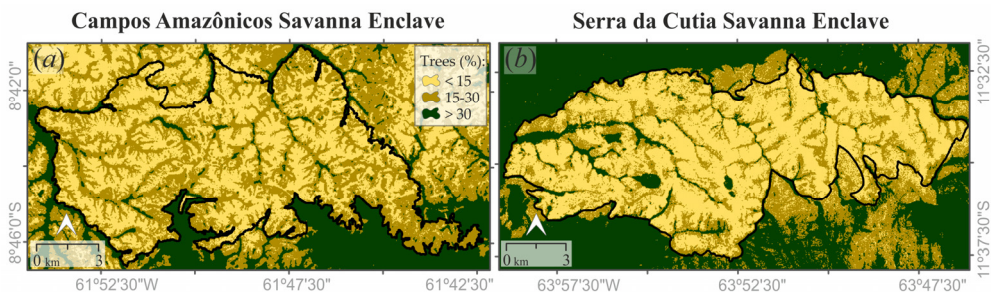 Campos Amazônicos Savanna Enclave
Serra da Cutia Savanna Enclave
(a)
Trees (%):
< 15
15-30
> 30
8°42'0"
8°46'0"S
0 km 3
61°52'30"W
61°47'30"
61°42'30"
(b)
11°32'30"
11°37'30"S
0 km 3
63°57'30"W
63°52'30"
63°47'30"